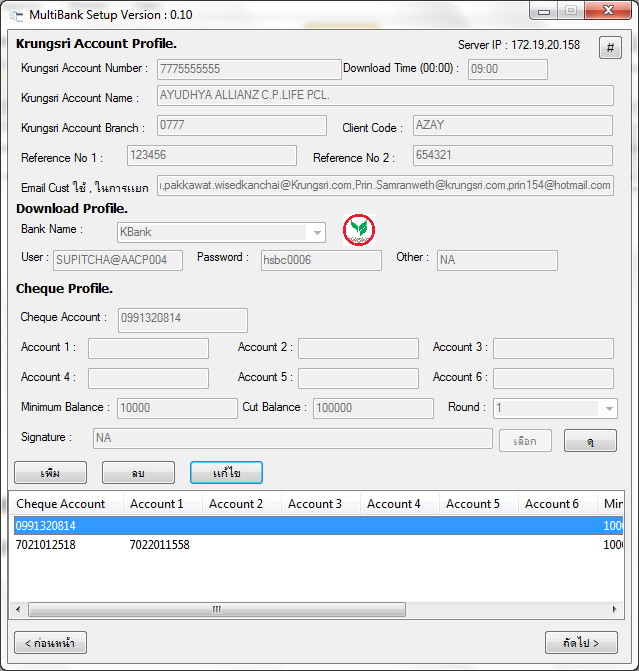 MultiBank Setup Version : 0.10
Krungsri Account Profile. Server IP : 172.19.20.158 #
Krungsri Account Number : 7775555555 Download Time (00:00) : 09:00
Krungsri Account Name : AYUDHYA ALLIANZ C.P.LIFE PCL.
Krungsri Account Branch : 0777 Client Code : AZAY
Reference No 1 : 123456 Reference No 2 : 654321
Email Cust ใช้ , ในการแยก ,pakkawat.wisedkanchai@Krungsri.com,Prin.Samranweth@krungsri.com,prin154@hotmail.com
Download Profile.
Bank Name : KBank
User : SUPITCHA@AACP004 Password : hsbc0006 Other : NA
Cheque Profile.
Cheque Account : 0991320814
Account 1 : Account 2 : Account 3 :
Account 4 : Account 5 : Account 6 :
Minimum Balance : 10000 Cut Balance : 100000 Round : 1
Signature : NA เลือก ดุ
เพิ่ม ลบ แก้ไข
Cheque Account Account 1 Account 2 Account 3 Account 4 Account 5 Account 6 Min
0991320814 100
7021012518 7022011558 100
< ก่อนหน้า ถัดไป >